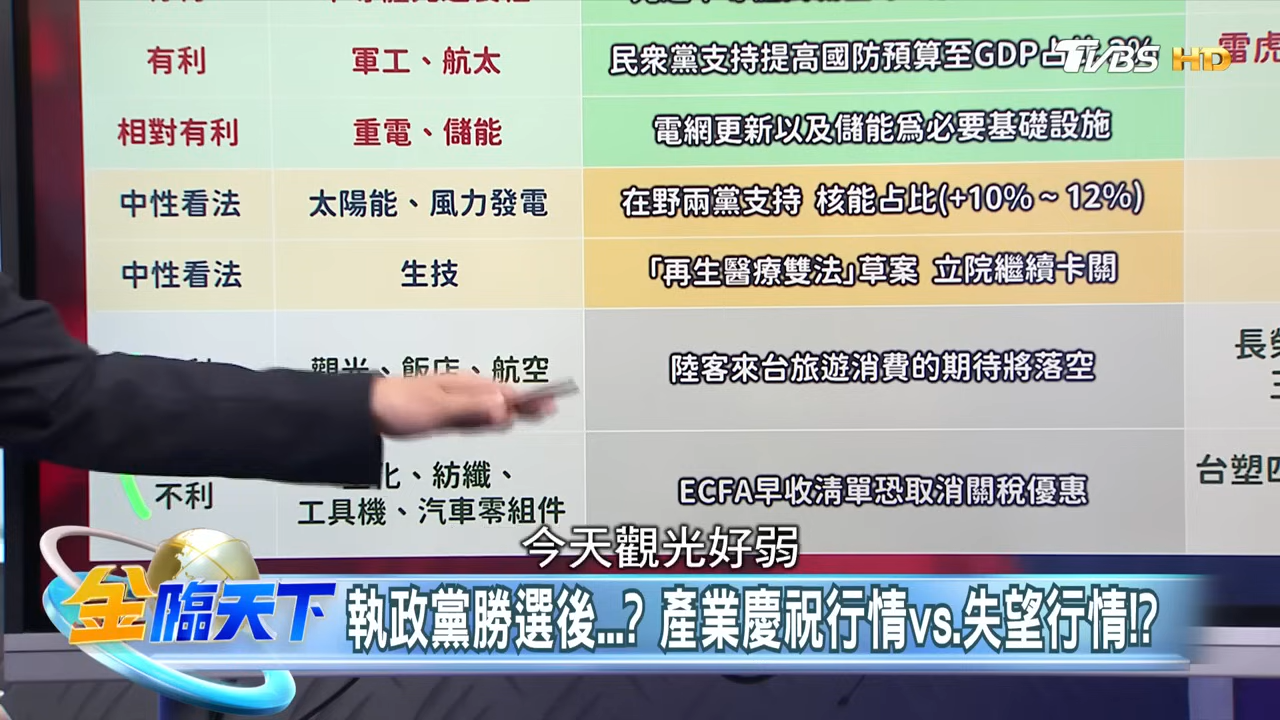 有利
軍工、航太
民眾黨支持提高國防預算至GDP占比 3%
TVBS HD
雷虎
相對有利
重電、儲能
電網更新以及儲能為必要基礎設施
中性看法
太陽能、風力發電
在野兩黨支持 核能占比(+10% ~ 12%)
中性看法
生技
「再生醫療雙法」草案 立院繼續卡關
觀光、飯店、航空
陸客來台旅遊消費的期待將落空
長榮
不利
化、紡纖、
工具機、汽車零組件
ECFA早收清單恐取消關稅優惠
台塑四
今天觀光好弱
金臨天下
執政黨勝選後...? 產業慶祝行情vs.失望行情!?